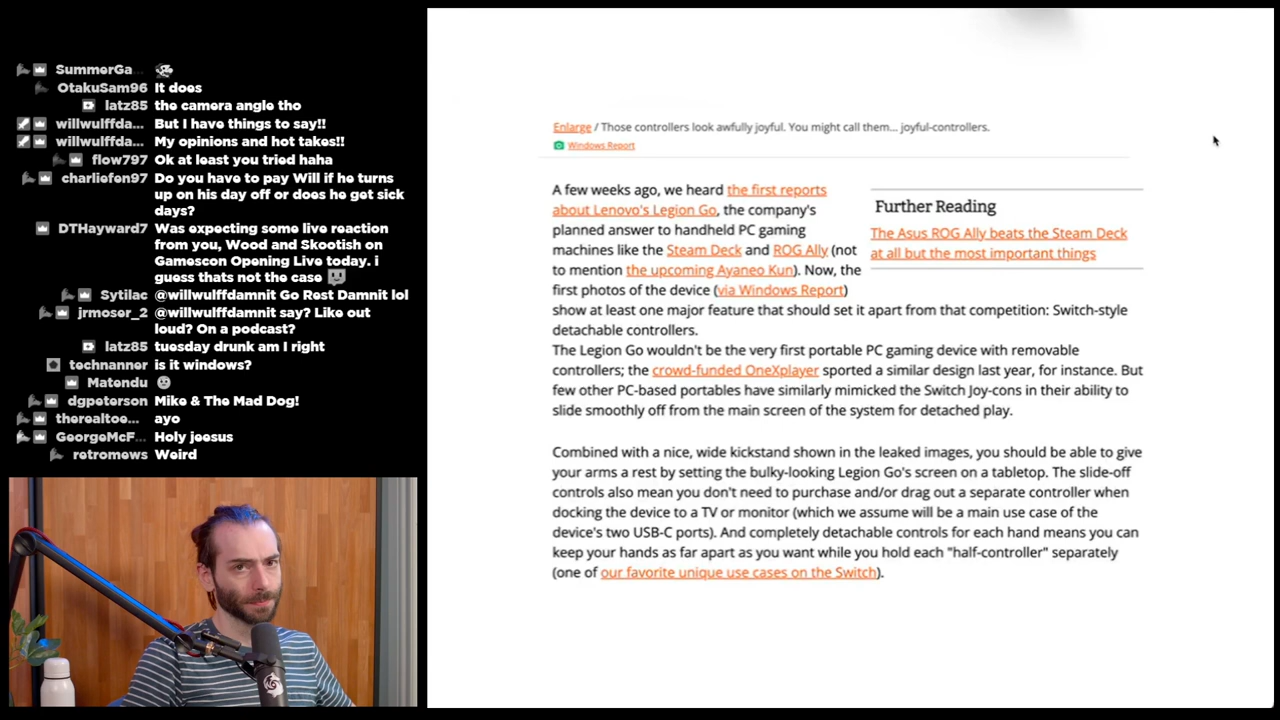 SummerGa...
OtakuSam96 It does
latz85 the camera angle tho
willwulffda... But I have things to say!!
willwulffda... My opinions and hot takes!!
flow797 Ok at least you tried haha
charliefen97 Do you have to pay Will if he turns
up on his day off or does he get sick
days?
DTHayward7 Was expecting some live reaction
from you, Wood and Skootish on
Gamescon Opening Live today. i
guess thats not the case
Sytilac @willwulffdamnit Go Rest Damnit lol
jrmoser_2 @willwulffdamnit say? Like out
loud? On a podcast?
latz85 tuesday drunk am I right
technanner is it windows?
Matendu
dgpeterson Mike & The Mad Dog!
therealtoe... ayo
GeorgeMcF... Holy jeesus
retromews Weird
Enlarge / Those controllers look awfully joyful. You might call them... joyful-controllers.
Windows Report
A few weeks ago, we heard the first reports
about Lenovo's Legion Go, the company's
planned answer to handheld PC gaming
machines like the Steam Deck and ROG Ally (not
to mention the upcoming Ayaneo Kun). Now, the
first photos of the device (via Windows Report)
show at least one major feature that should set it apart from that competition: Switch-style
detachable controllers.
The Legion Go wouldn't be the very first portable PC gaming device with removable
controllers; the crowd-funded OneXplayer sported a similar design last year, for instance. But
few other PC-based portables have similarly mimicked the Switch Joy-cons in their ability to
slide smoothly off from the main screen of the system for detached play.
Combined with a nice, wide kickstand shown in the leaked images, you should be able to give
your arms a rest by setting the bulky-looking Legion Go's screen on a tabletop. The slide-off
controls also mean you don't need to purchase and/or drag out a separate controller when
docking the device to a TV or monitor (which we assume will be a main use case of the
device's two USB-C ports). And completely detachable controls for each hand means you can
keep your hands as far apart as you want while you hold each "half-controller" separately
(one of our favorite unique use cases on the Switch).
Further Reading
The Asus ROG Ally beats the Steam Deck
at all but the most important things